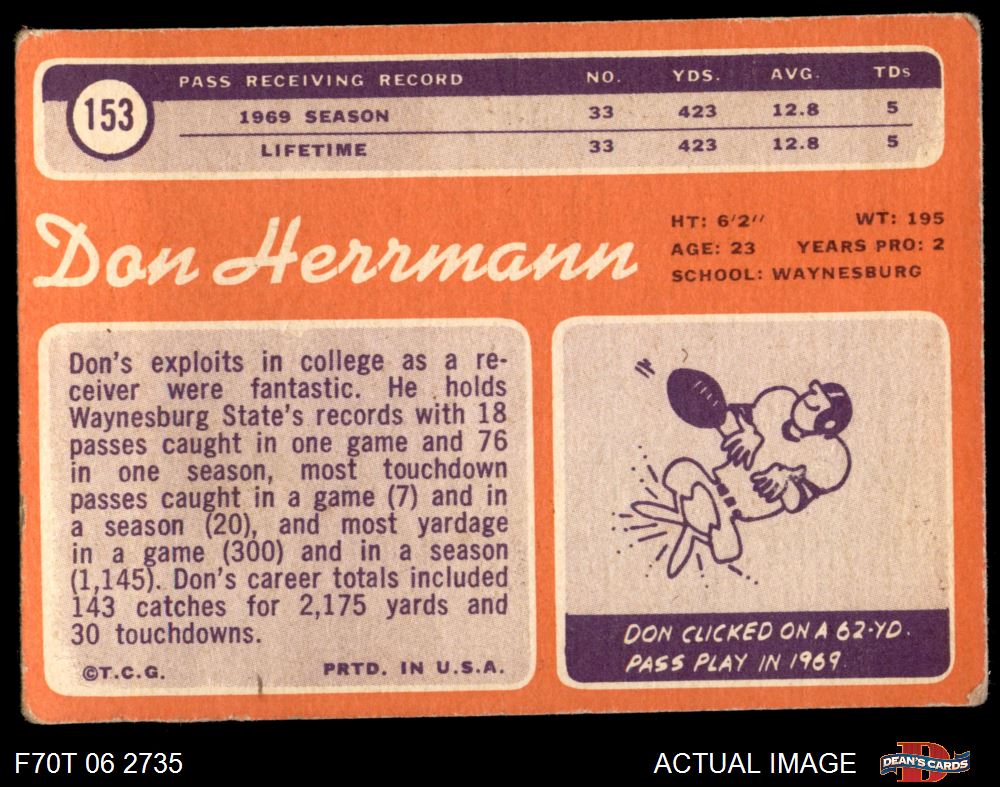 153
PASS RECEIVING RECORD NO. YDS. AVG. TDs
1969 SEASON 33 423 12.8 5
LIFETIME 33 423 12.8 5
Don Herrmann
HT: 6'2" WT: 195
AGE: 23 YEARS PRO: 2
SCHOOL: WAYNESBURG
Don's exploits in college as a re-
ceiver were fantastic. He holds
Waynesburg State's records with 18
passes caught in one game and 76
in one season, most touchdown
passes caught in a game (7) and in
a season (20), and most yardage
in a game (300) and in a season
(1,145). Don's career totals included
143 catches for 2,175 yards and
30 touchdowns.
©T.C.G. PRTD. IN U.S.A.
DON CLICKED ON A 62-YD.
PASS PLAY IN 1969.
F70T 06 2735
ACTUAL IMAGE
D
DEAN'S CARDS